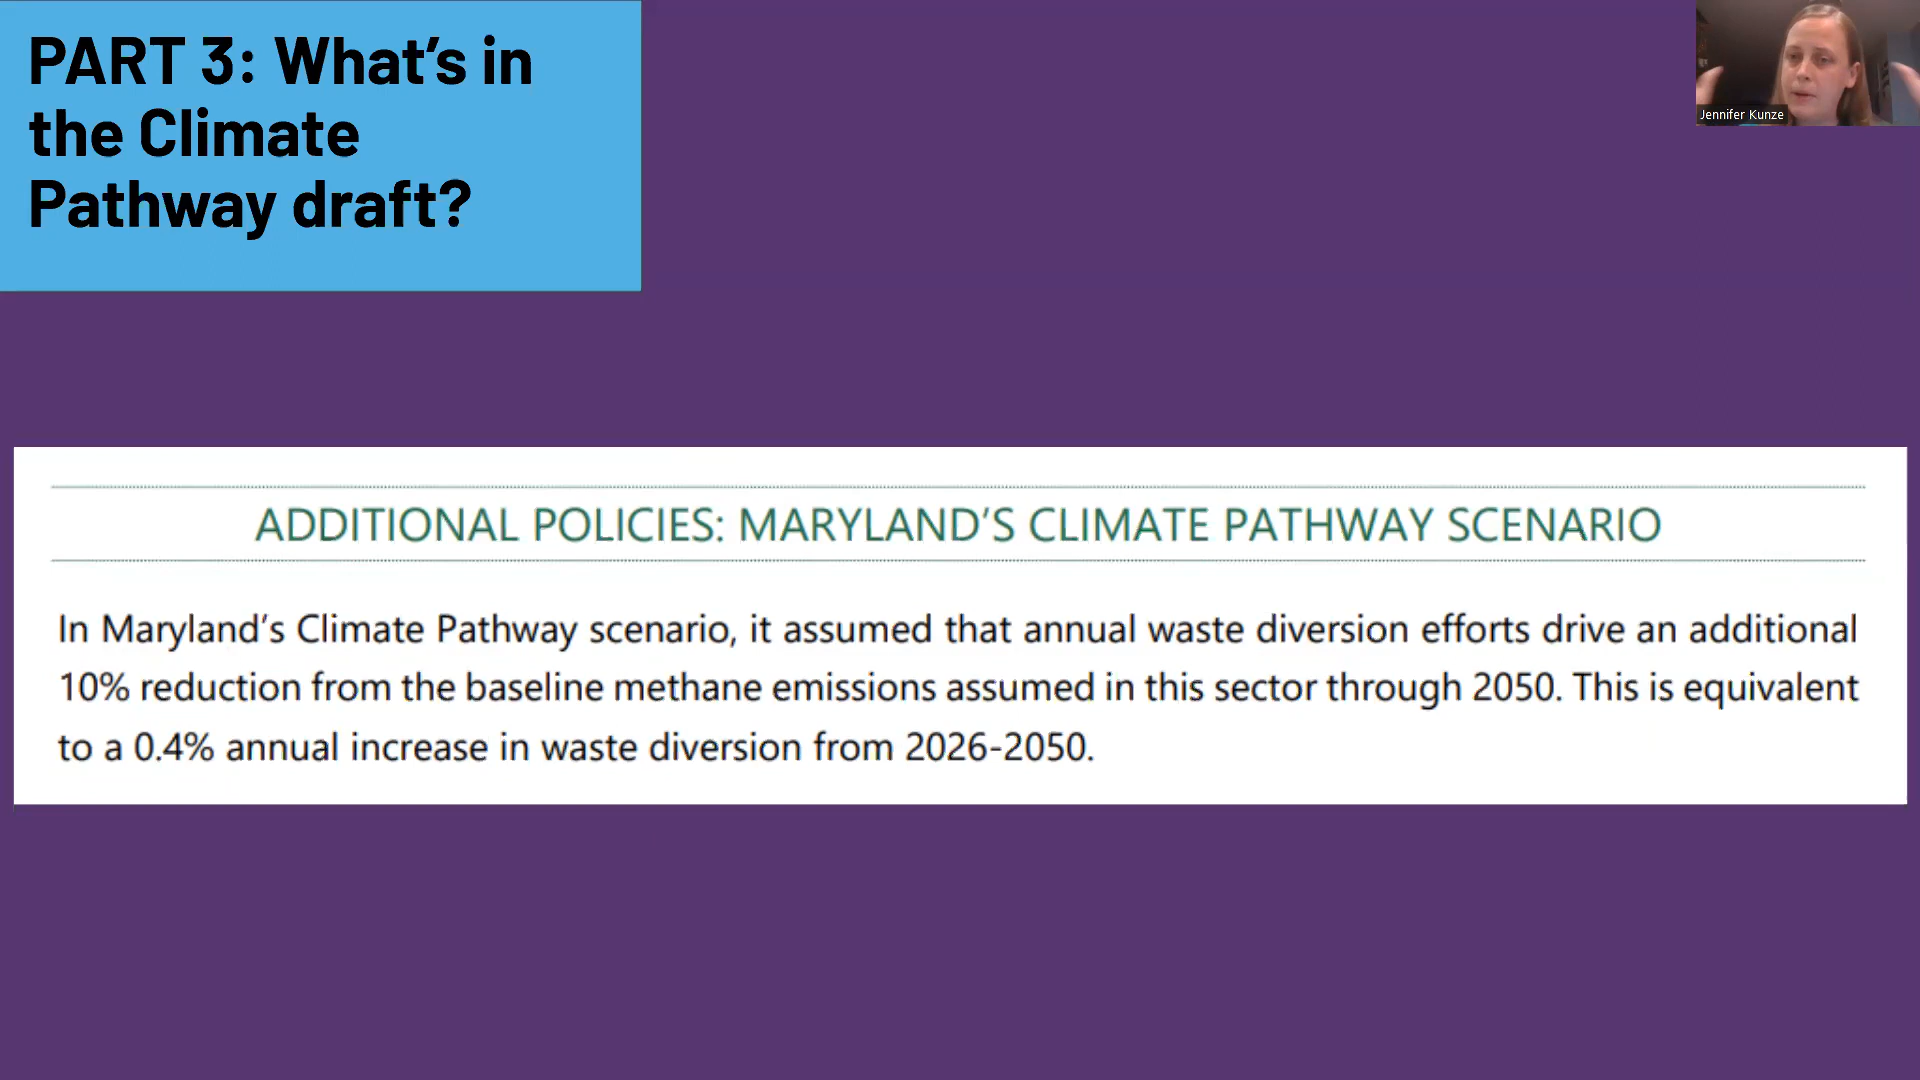 PART 3: What's in
the Climate
Pathway draft?
Jennifer Kunze
ADDITIONAL POLICIES: MARYLAND'S CLIMATE PATHWAY SCENARIO
In Maryland's Climate Pathway scenario, it assumed that annual waste diversion efforts drive an additional
10% reduction from the baseline methane emissions assumed in this sector through 2050. This is equivalent
to a 0.4% annual increase in waste diversion from 2026-2050.